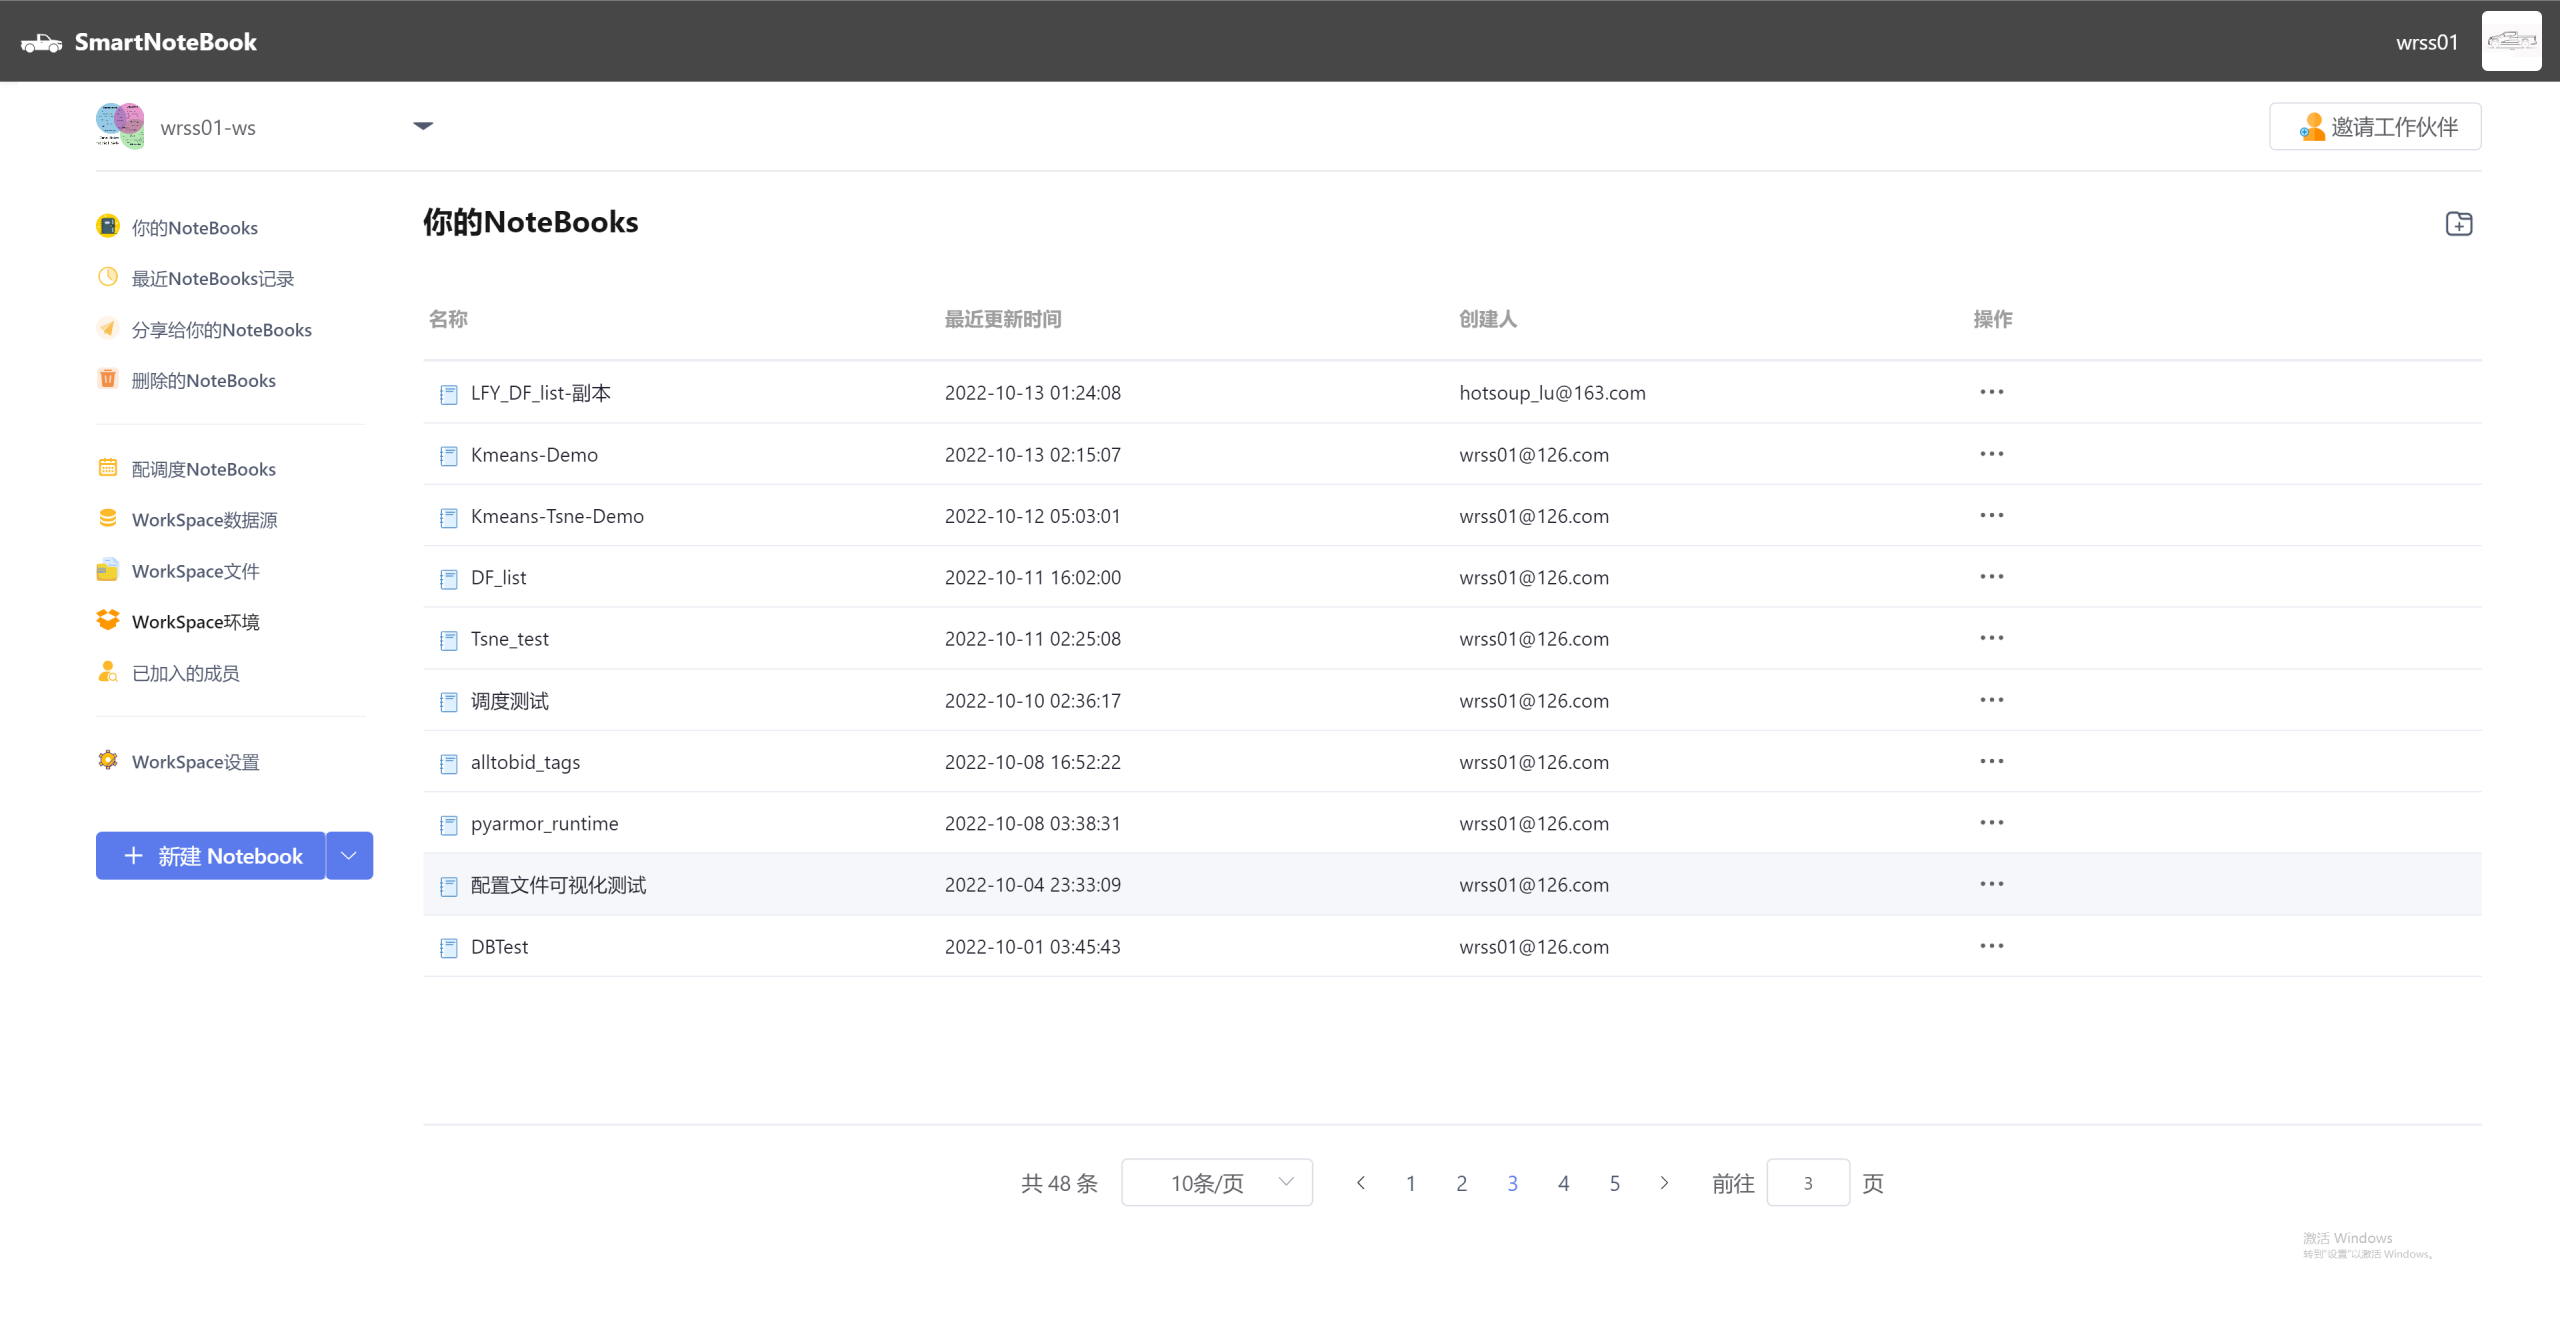 SmartNoteBook
wrss01
wrss01-ws
邀请工作伙伴
你的NoteBooks
最近NoteBooks记录
分享给你的NoteBooks
删除的NoteBooks
配调度NoteBooks
WorkSpace数据源
WorkSpace文件
WorkSpace环境
已加入的成员
WorkSpace设置
新建 Notebook
你的NoteBooks
名称 最近更新时间 创建人 操作
LFY_DF_list-副本 2022-10-13 01:24:08 hotsoup_lu@163.com
Kmeans-Demo 2022-10-13 02:15:07 wrss01@126.com
Kmeans-Tsne-Demo 2022-10-12 05:03:01 wrss01@126.com
DF_list 2022-10-11 16:02:00 wrss01@126.com
Tsne_test 2022-10-11 02:25:08 wrss01@126.com
调度测试 2022-10-10 02:36:17 wrss01@126.com
alltobid_tags 2022-10-08 16:52:22 wrss01@126.com
pyarmor_runtime 2022-10-08 03:38:31 wrss01@126.com
配置文件可视化测试 2022-10-04 23:33:09 wrss01@126.com
DBTest 2022-10-01 03:45:43 wrss01@126.com
共 48 条 10条/页 1 2 3 4 5 前往 3 页
激活 Windows
转到"设置"以激活 Windows。